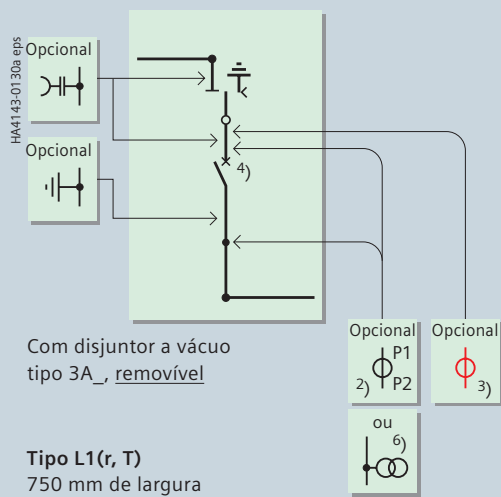 HA4143-0130a eps
Opcional
Opcional
4)
Com disjuntor a vácuo
tipo 3A_, removível
Opcional
P1
2)
P2
Opcional
3)
ou
6)
Tipo L1(r, T)
750 mm de largura